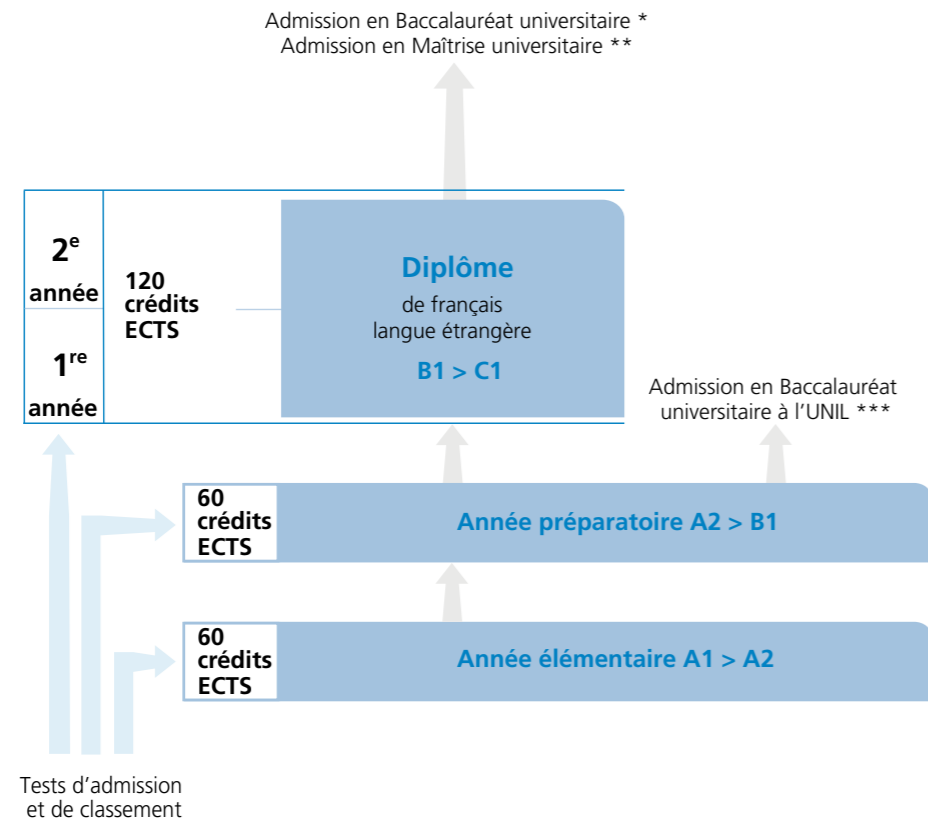 Admission en Baccalauréat universitaire *
Admission en Maîtrise universitaire **
2e
année
1re
année
120
crédits
ECTS
Diplôme
de français
langue étrangère
B1 > C1
Admission en Baccalauréat
universitaire à l’UNIL ***
60
crédits
ECTS
Année préparatoire A2 > B1
60
crédits
ECTS
Année élémentaire A1 > A2
Tests d’admission
et de classement